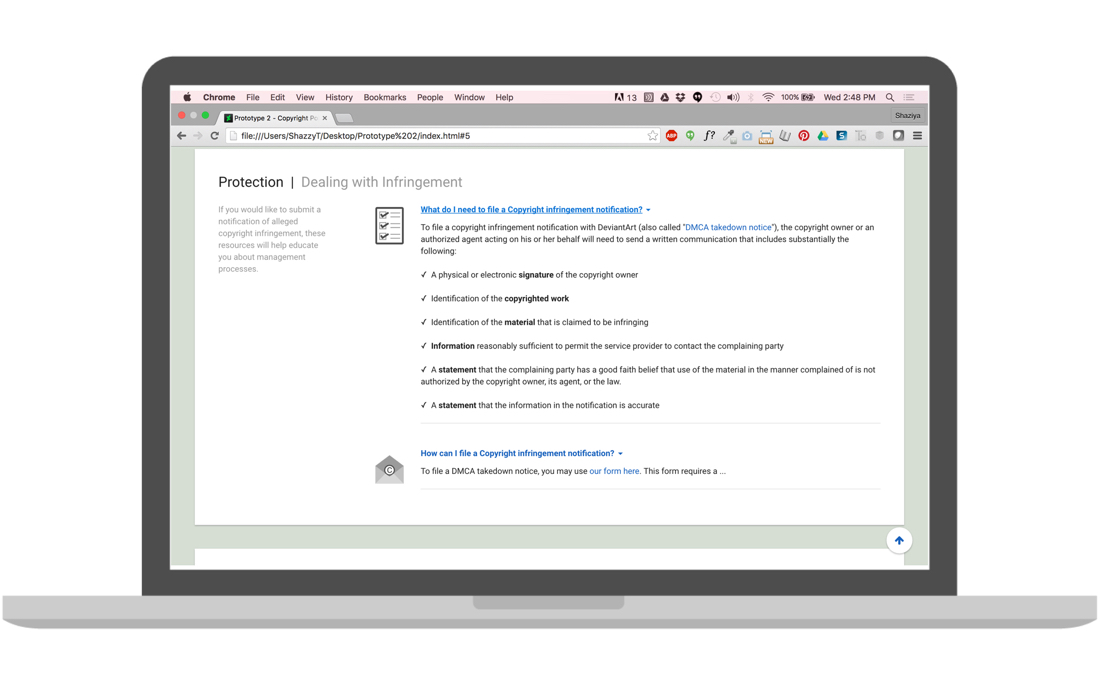 Chrome File Edit View History Bookmarks People Window Help 13 100% Wed 2:48 PM
Prototype 2 - Copyright Po × Shaziya
file:///Users/ShazzyT/Desktop/Prototype%202/index.html#5 ABP f? NEW
Protection | Dealing with Infringement
If you would like to submit a
notification of alleged
copyright infringement, these
resources will help educate
you about management
processes.
What do I need to file a Copyright infringement notification?
To file a copyright infringement notification with DeviantArt (also called "DMCA takedown notice"), the copyright owner or an
authorized agent acting on his or her behalf will need to send a written communication that includes substantially the
following:
✓ A physical or electronic signature of the copyright owner
✓ Identification of the copyrighted work
✓ Identification of the material that is claimed to be infringing
✓ Information reasonably sufficient to permit the service provider to contact the complaining party
✓ A statement that the complaining party has a good faith belief that use of the material in the manner complained of is not
authorized by the copyright owner, its agent, or the law.
✓ A statement that the information in the notification is accurate
©
How can I file a Copyright infringement notification?
To file a DMCA takedown notice, you may use our form here. This form requires a ...